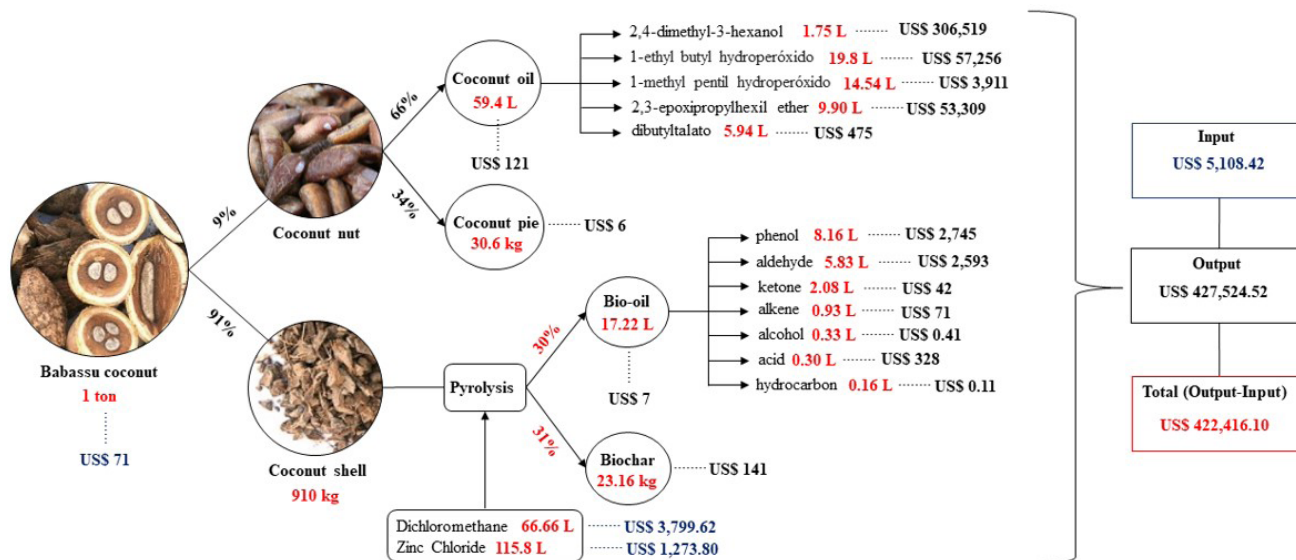 Babassu coconut
1 ton
US$ 71
9%
91%
Coconut nut
66%
34%
Coconut oil
59.4 L
US$ 121
2,4-dimethyl-3-hexanol 1.75 L US$ 306,519
1-ethyl butyl hydroperóxido 19.8 L US$ 57,256
1-methyl pentil hydroperóxido 14.54 L US$ 3,911
2,3-epoxipropylhexil ether 9.90 L US$ 53,309
dibutyltalato 5.94 L US$ 475
Coconut pie
30.6 kg
US$ 6
Coconut shell
910 kg
Pyrolysis
Dichloromethane 66.66 L US$ 3,799.62
Zinc Chloride 115.8 L US$ 1,273.80
30%
31%
Bio-oil
17.22 L
US$ 7
phenol 8.16 L US$ 2,745
aldehyde 5.83 L US$ 2,593
ketone 2.08 L US$ 42
alkene 0.93 L US$ 71
alcohol 0.33 L US$ 0.41
acid 0.30 L US$ 328
hydrocarbon 0.16 L US$ 0.11
Biochar
23.16 kg
US$ 141
Input
US$ 5,108.42
Output
US$ 427,524.52
Total (Output-Input)
US$ 422,416.10